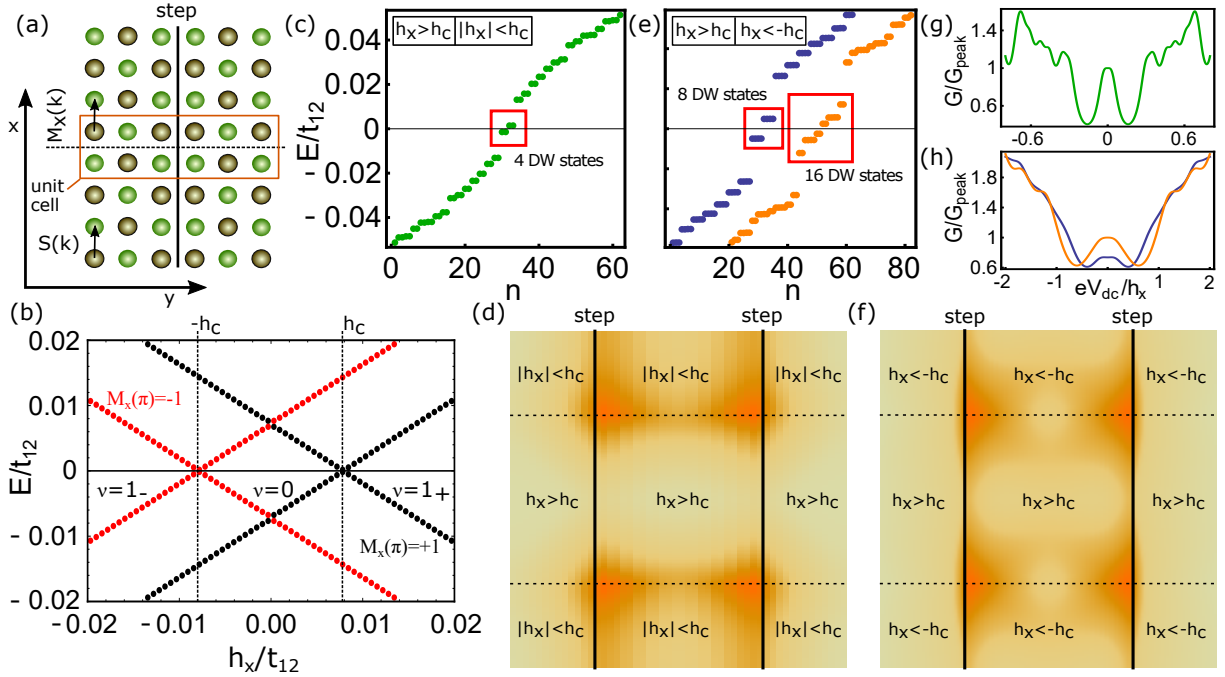 (a)
step
x
M_x(k)
S(k)
unit
cell
y
(b)
-h_c
h_c
0.02
0.01
0
-0.01
-0.02
E/t_12
M_x(π)=-1
ν=1_-
ν=0
ν=1_+
M_x(π)=+1
-0.02
-0.01
0.00
0.01
0.02
h_x/t_12
(c)
h_x>h_c |h_x|<h_c
0.04
0.02
0
-0.02
-0.04
E/t_12
4 DW states
0
20
40
60
n
(e)
h_x>h_c h_x<-h_c
8 DW states
16 DW states
0
20
40
60
80
n
(g)
G/G_peak
1.4
1
0.6
-0.8
-0.4
0
0.4
0.8
(h)
G/G_peak
1.8
1.4
1
0.6
-2
-1
0
1
2
eV_dc/h_x
(d)
step
step
|h_x|<h_c
|h_x|<h_c
|h_x|<h_c
h_x>h_c
h_x>h_c
h_x>h_c
|h_x|<h_c
|h_x|<h_c
|h_x|<h_c
(f)
step
step
h_x<-h_c
h_x<-h_c
h_x<-h_c
h_x>h_c
h_x>h_c
h_x>h_c
h_x<-h_c
h_x<-h_c
h_x<-h_c